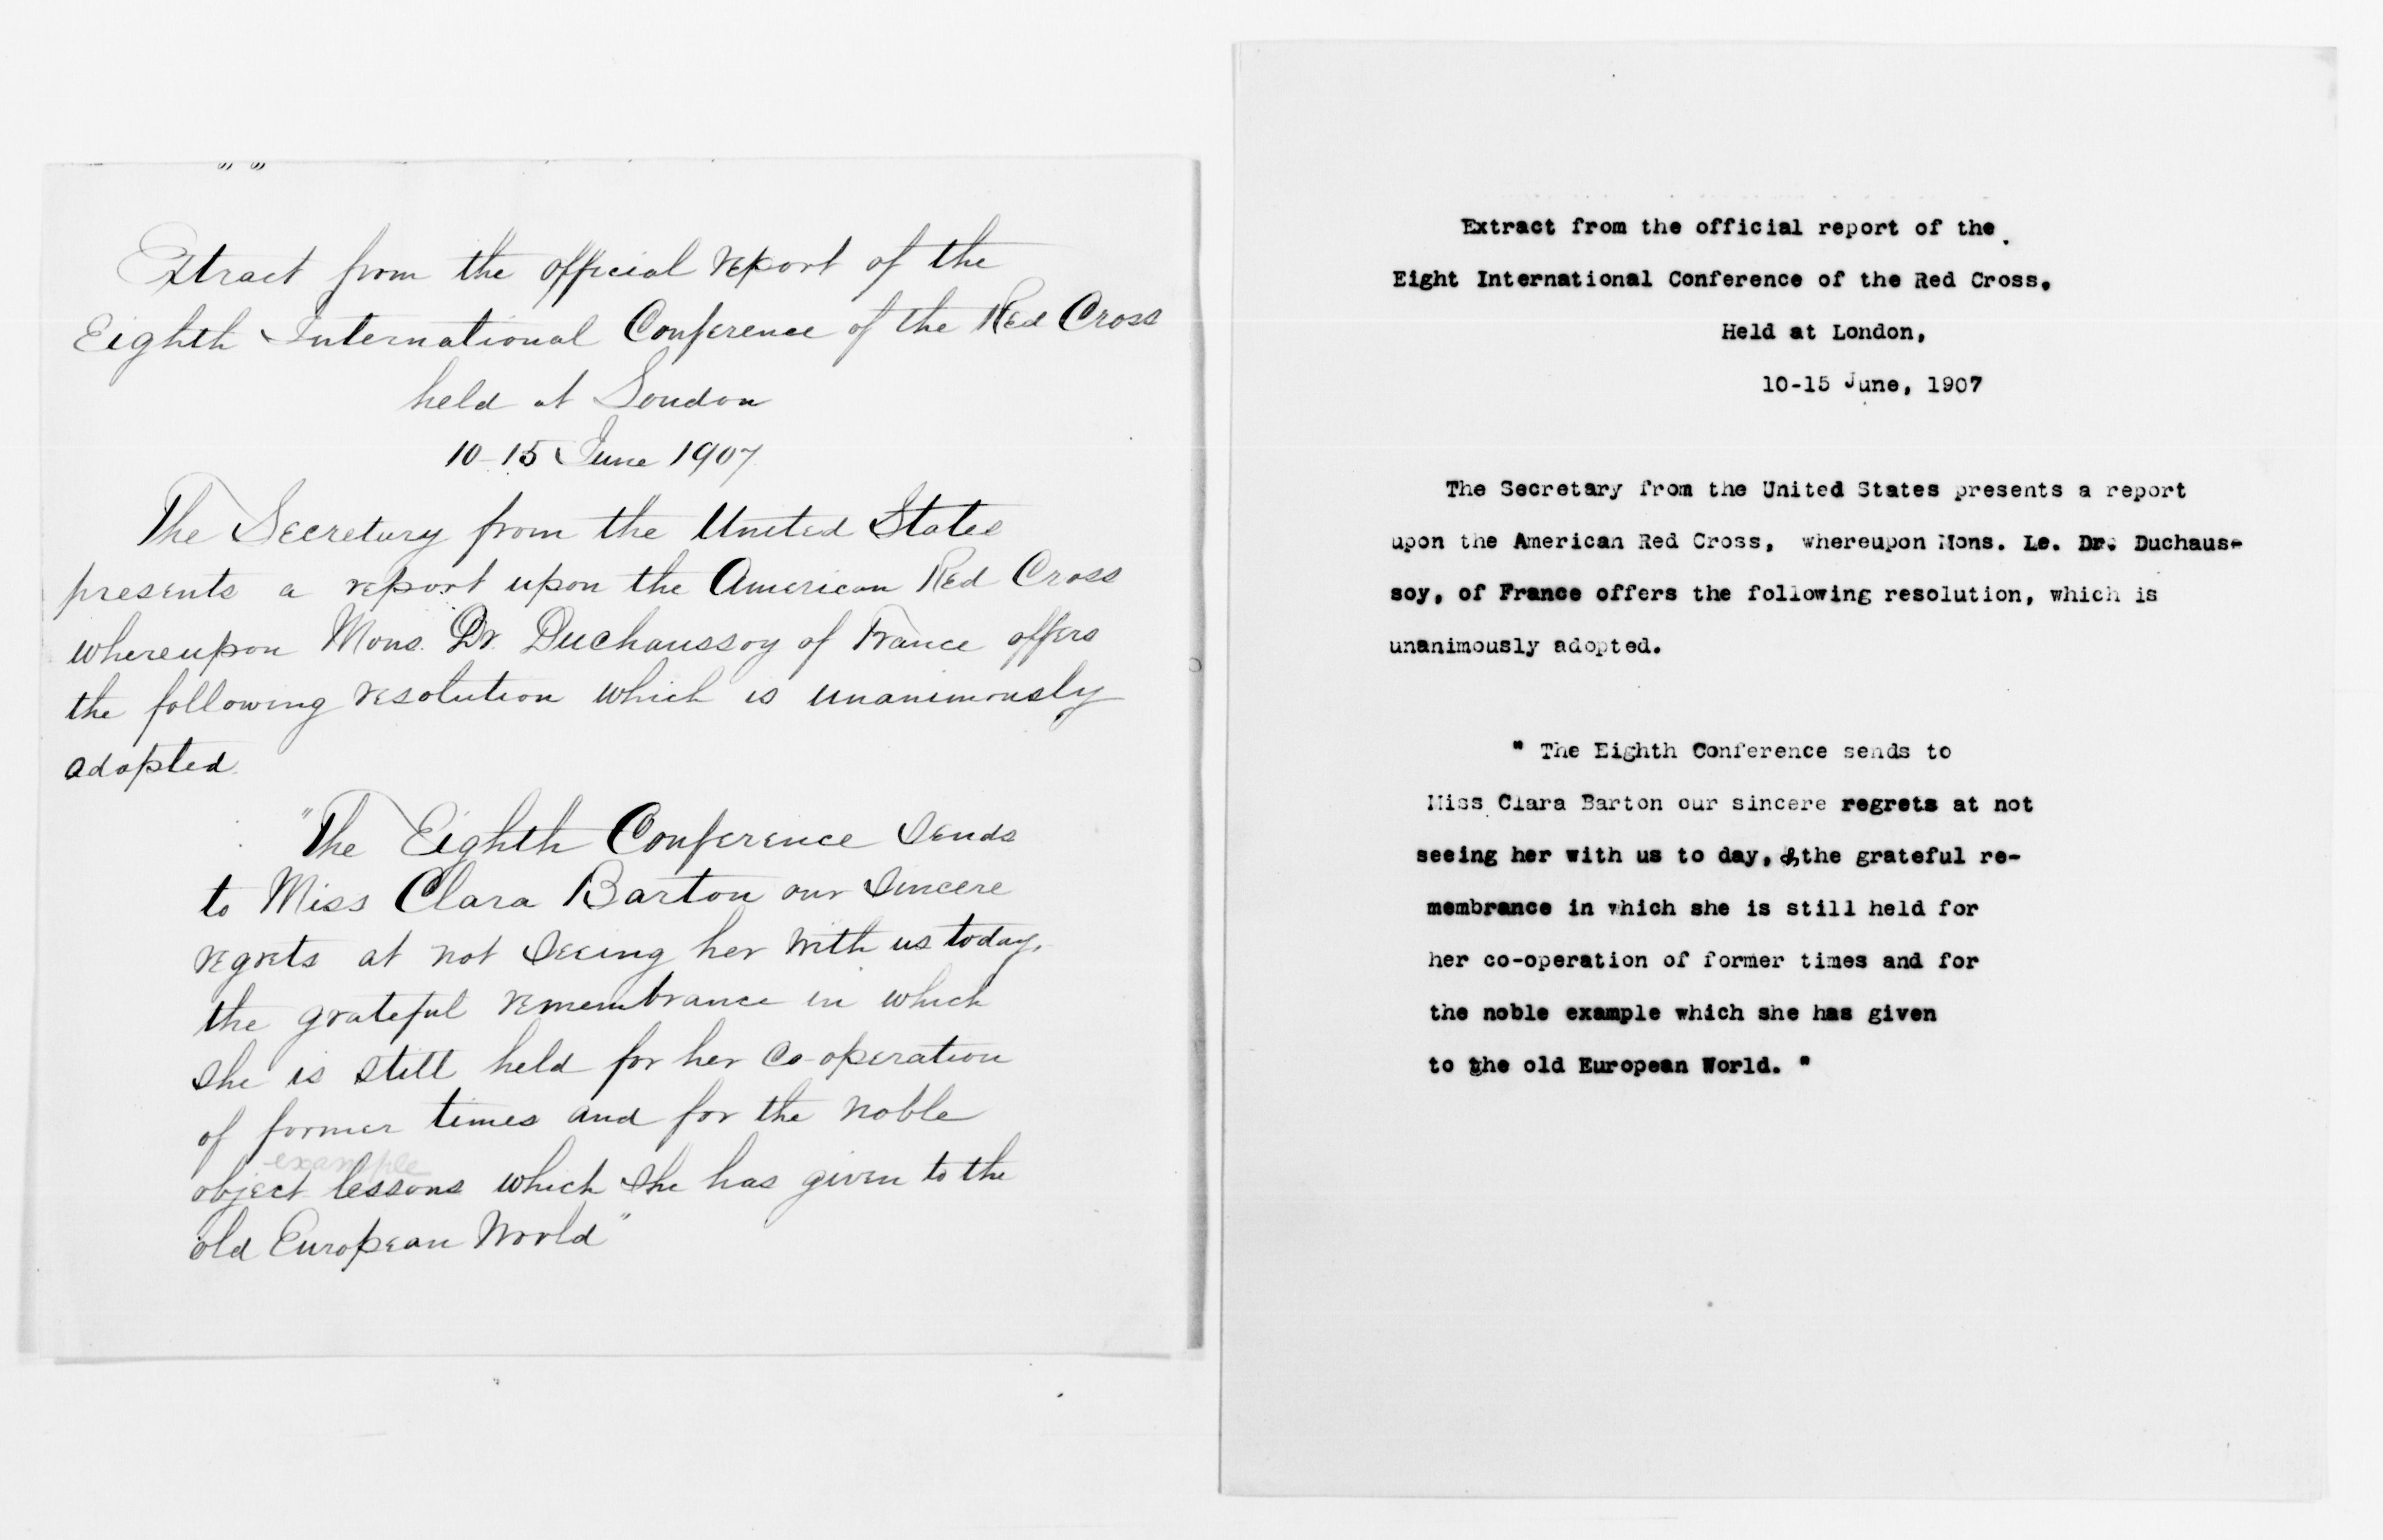 Extract from the official report of the
Eighth International Conference of the Red Cross
held at London
10-15 June 1907
The Secretary from the United States
presents a report upon the American Red Cross
whereupon Mons. Dr. Duchaussoy of France offers
the following resolution which is unanimously
adopted.
"The Eighth Conference sends
to Miss Clara Barton our sincere
regrets at not seeing her with us today,
the grateful remembrance in which
she is still held for her co-operation
of former times and for the noble
example
object lessons which she has given to the
old European World"
Extract from the official report of the
Eight International Conference of the Red Cross.
Held at London,
10-15 June, 1907
The Secretary from the United States presents a report
upon the American Red Cross, whereupon Mons. Le. Dr. Duchaus-
soy, of France offers the following resolution, which is
unanimously adopted.
" The Eighth Conference sends to
Miss Clara Barton our sincere regrets at not
seeing her with us to day, & the grateful re-
membrance in which she is still held for
her co-operation of former times and for
the noble example which she has given
to the old European World. "